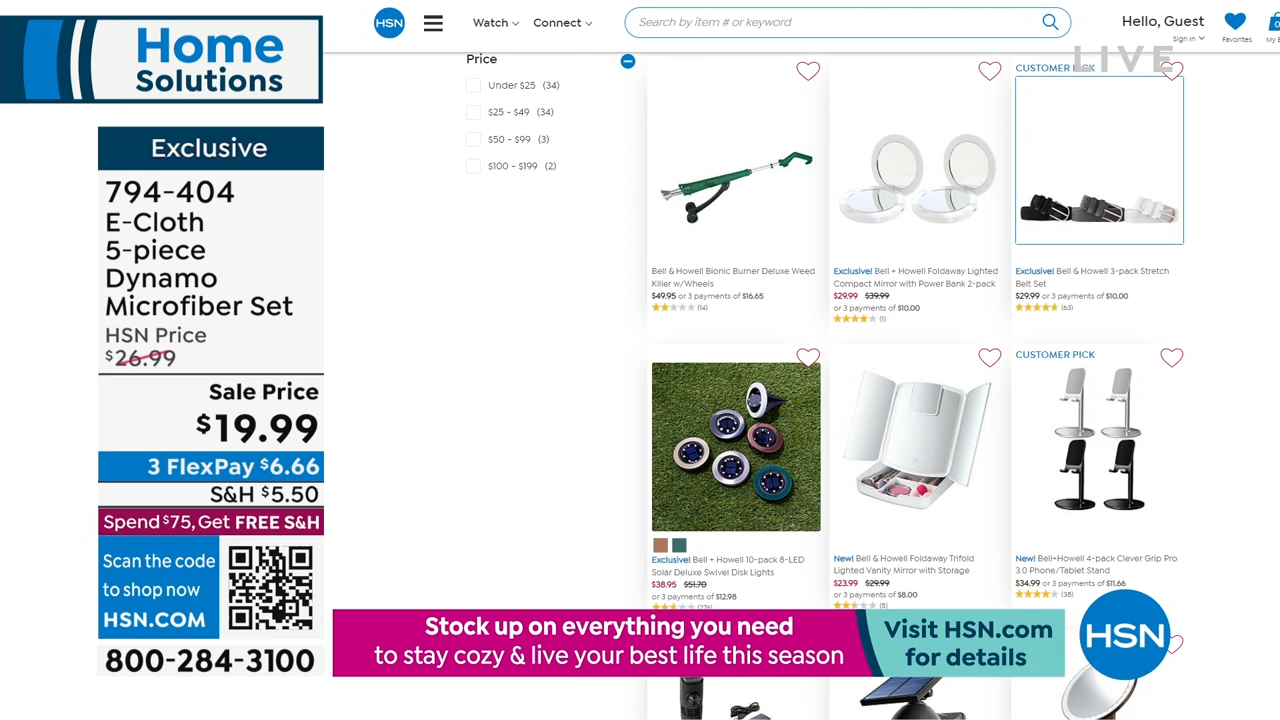 Home
Solutions
Exclusive
794-404
E-Cloth
5-piece
Dynamo
Microfiber Set
HSN Price
$26.99
Sale Price
$19.99
3 FlexPay $6.66
S&H $5.50
Spend $75, Get FREE S&H
Scan the code
to shop now
HSN.COM
800-284-3100
HSN
Watch
Connect
Search by item # or keyword
Hello, Guest
Sign In
Favorites
LIVE
Price
Under $25 (34)
$25 - $49 (34)
$50 - $99 (3)
$100 - $199 (2)
Bell & Howell Bionic Burner Deluxe Weed
Killer w/Wheels
$49.95 or 3 payments of $16.65
(14)
Exclusive! Bell + Howell Foldaway Lighted
Compact Mirror with Power Bank 2-pack
$29.99 $39.99
or 3 payments of $10.00
(1)
CUSTOMER PICK
Exclusive! Bell & Howell 3-pack Stretch
Belt Set
$29.99 or 3 payments of $10.00
(63)
Exclusive! Bell + Howell 10-pack 8-LED
Solar Deluxe Swivel Disk Lights
$38.95 $51.70
or 3 payments of $12.98
(276)
New! Bell & Howell Foldaway Trifold
Lighted Vanity Mirror with Storage
$23.99 $29.99
or 3 payments of $8.00
(5)
CUSTOMER PICK
New! Bell+Howell 4-pack Clever Grip Pro
3.0 Phone/Tablet Stand
$34.99 or 3 payments of $11.66
(38)
Stock up on everything you need
to stay cozy & live your best life this season
Visit HSN.com
for details
HSN